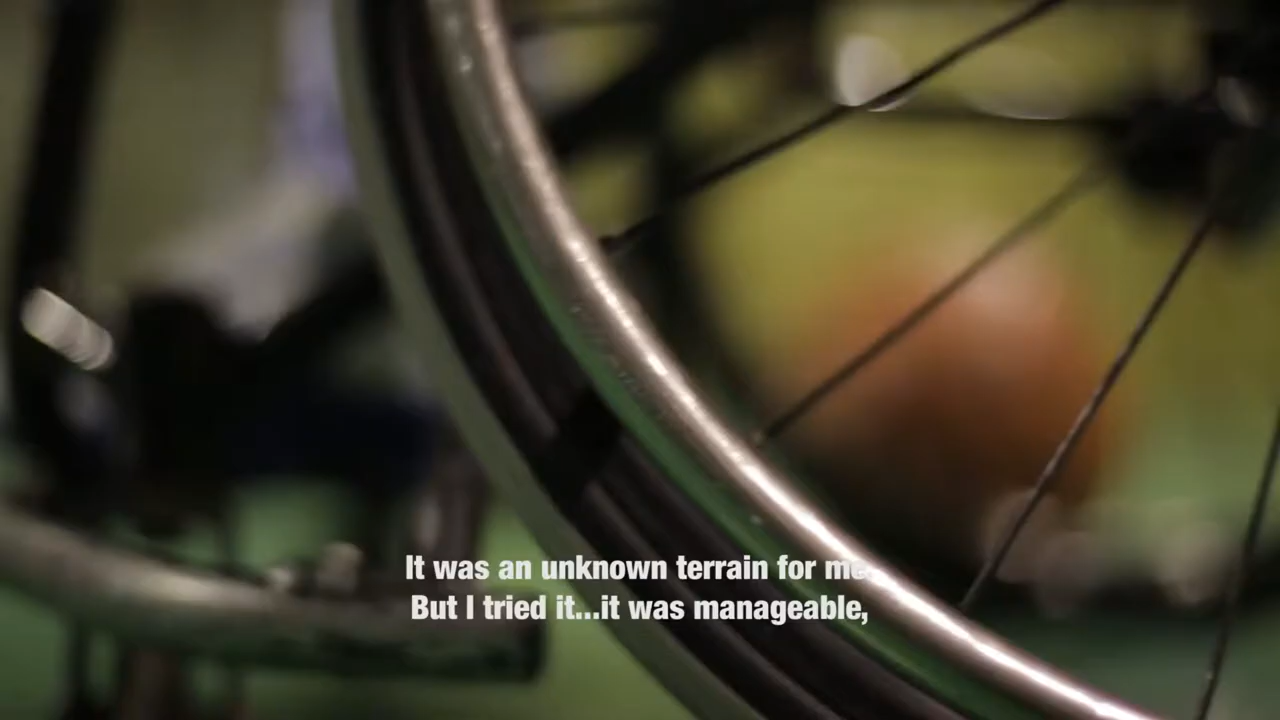 It was an unknown terrain for me.
But I tried it...it was manageable,